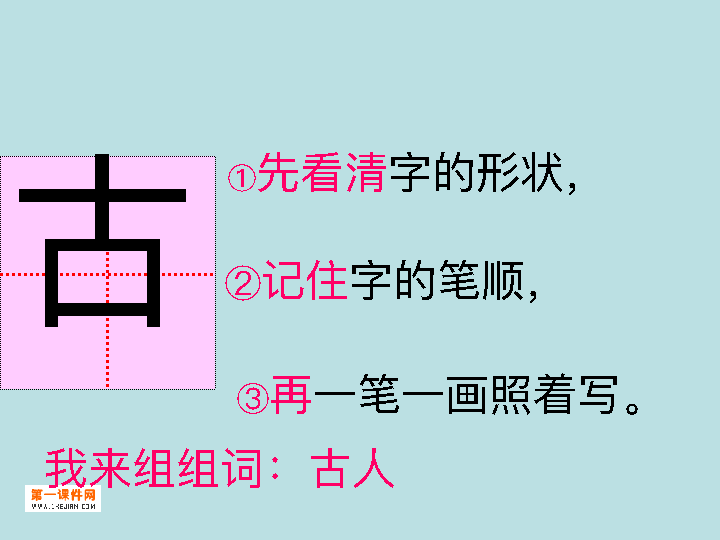 古
①先看清字的形状，
②记住字的笔顺，
③再一笔一画照着写。
我来组组词：古人
第一课件网
WWW.1KEJIAN.COM